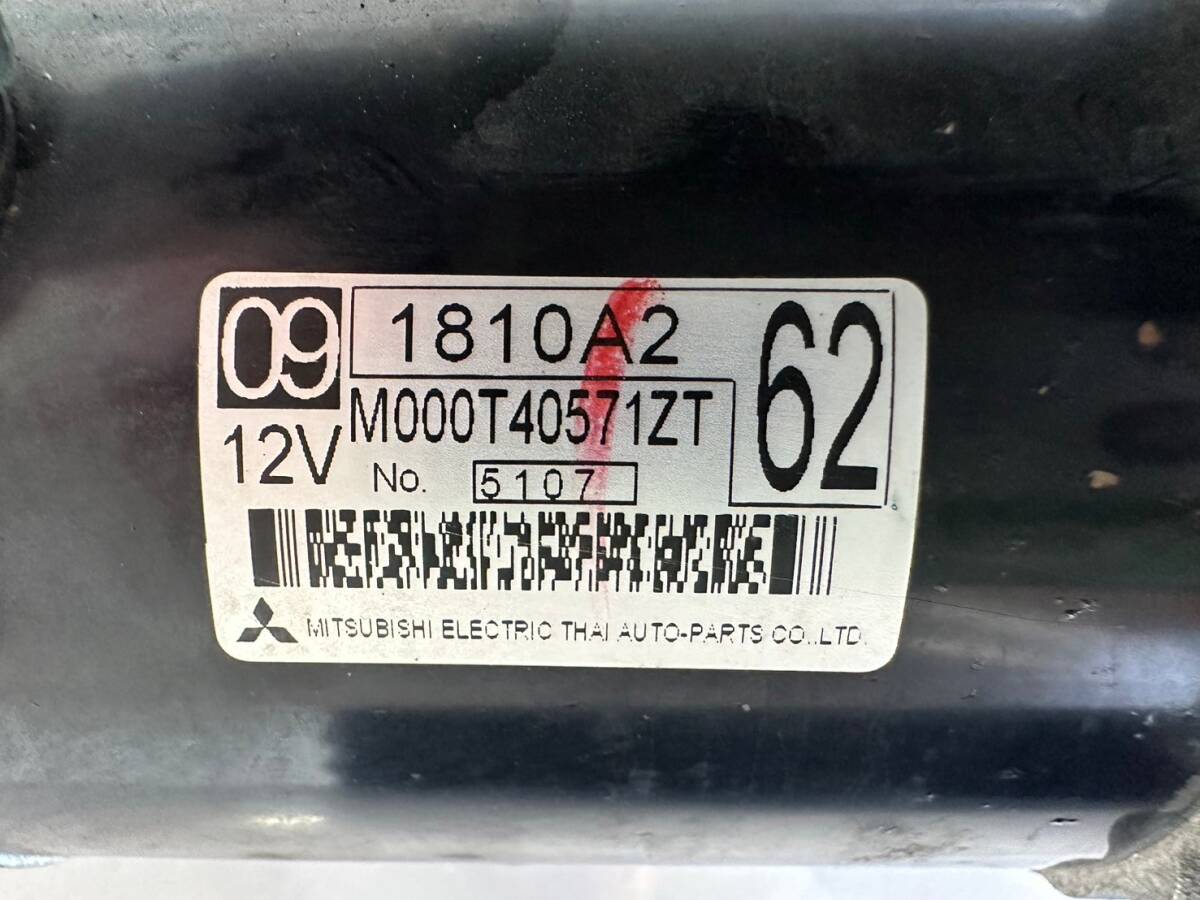 09 1810A2 62
12V M000T40571ZT
No. 5107
MITSUBISHI ELECTRIC THAI AUTO-PARTS CO.,LTD.